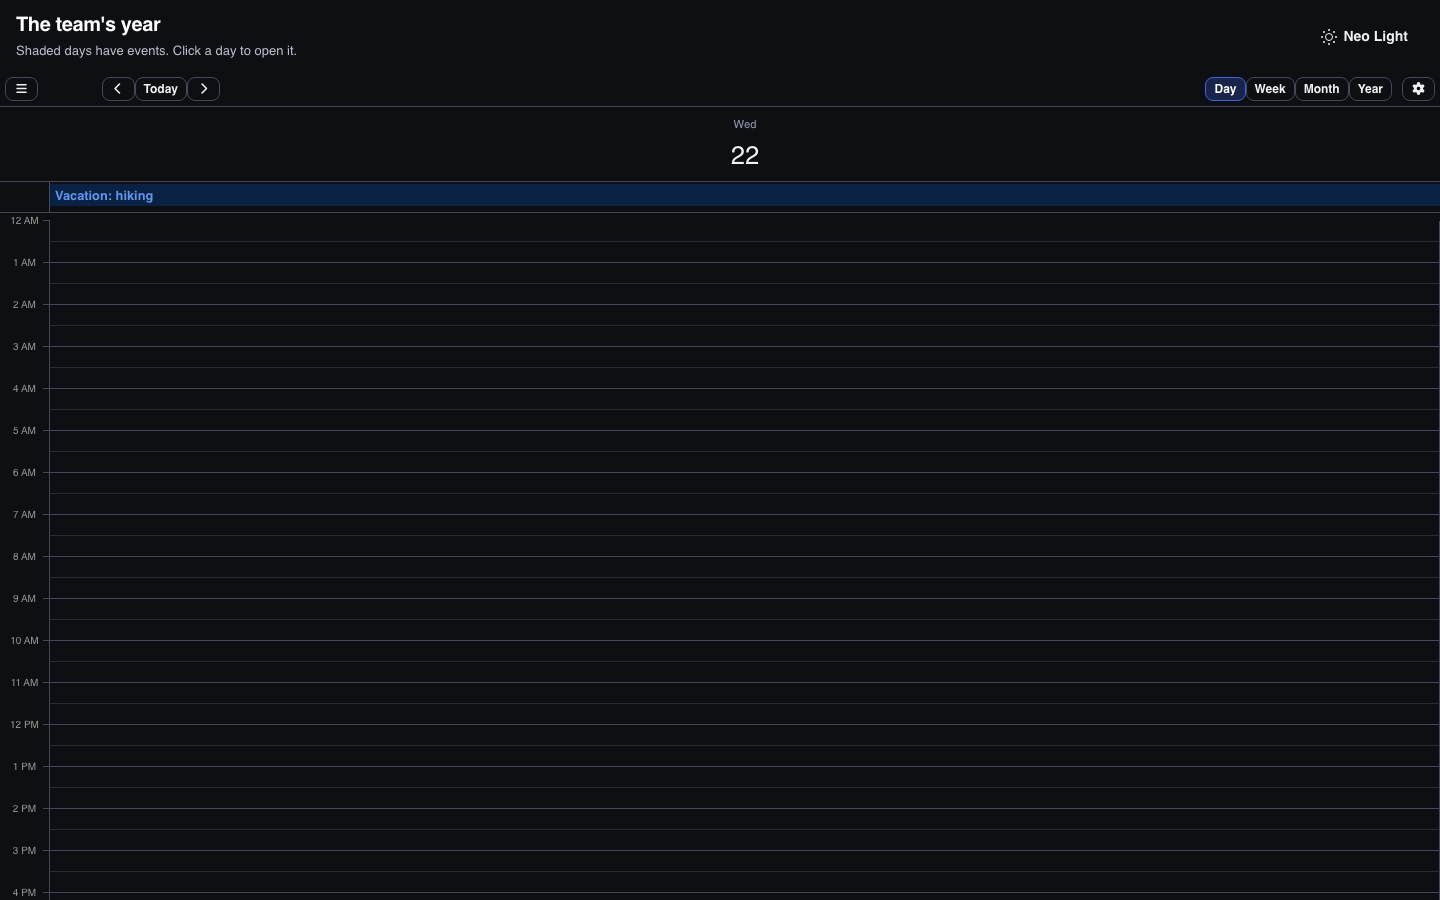 The team's year
Shaded days have events. Click a day to open it.
Neo Light
Today
Day
Week
Month
Year
Wed
22
Vacation: hiking
12 AM
1 AM
2 AM
3 AM
4 AM
5 AM
6 AM
7 AM
8 AM
9 AM
10 AM
11 AM
12 PM
1 PM
2 PM
3 PM
4 PM